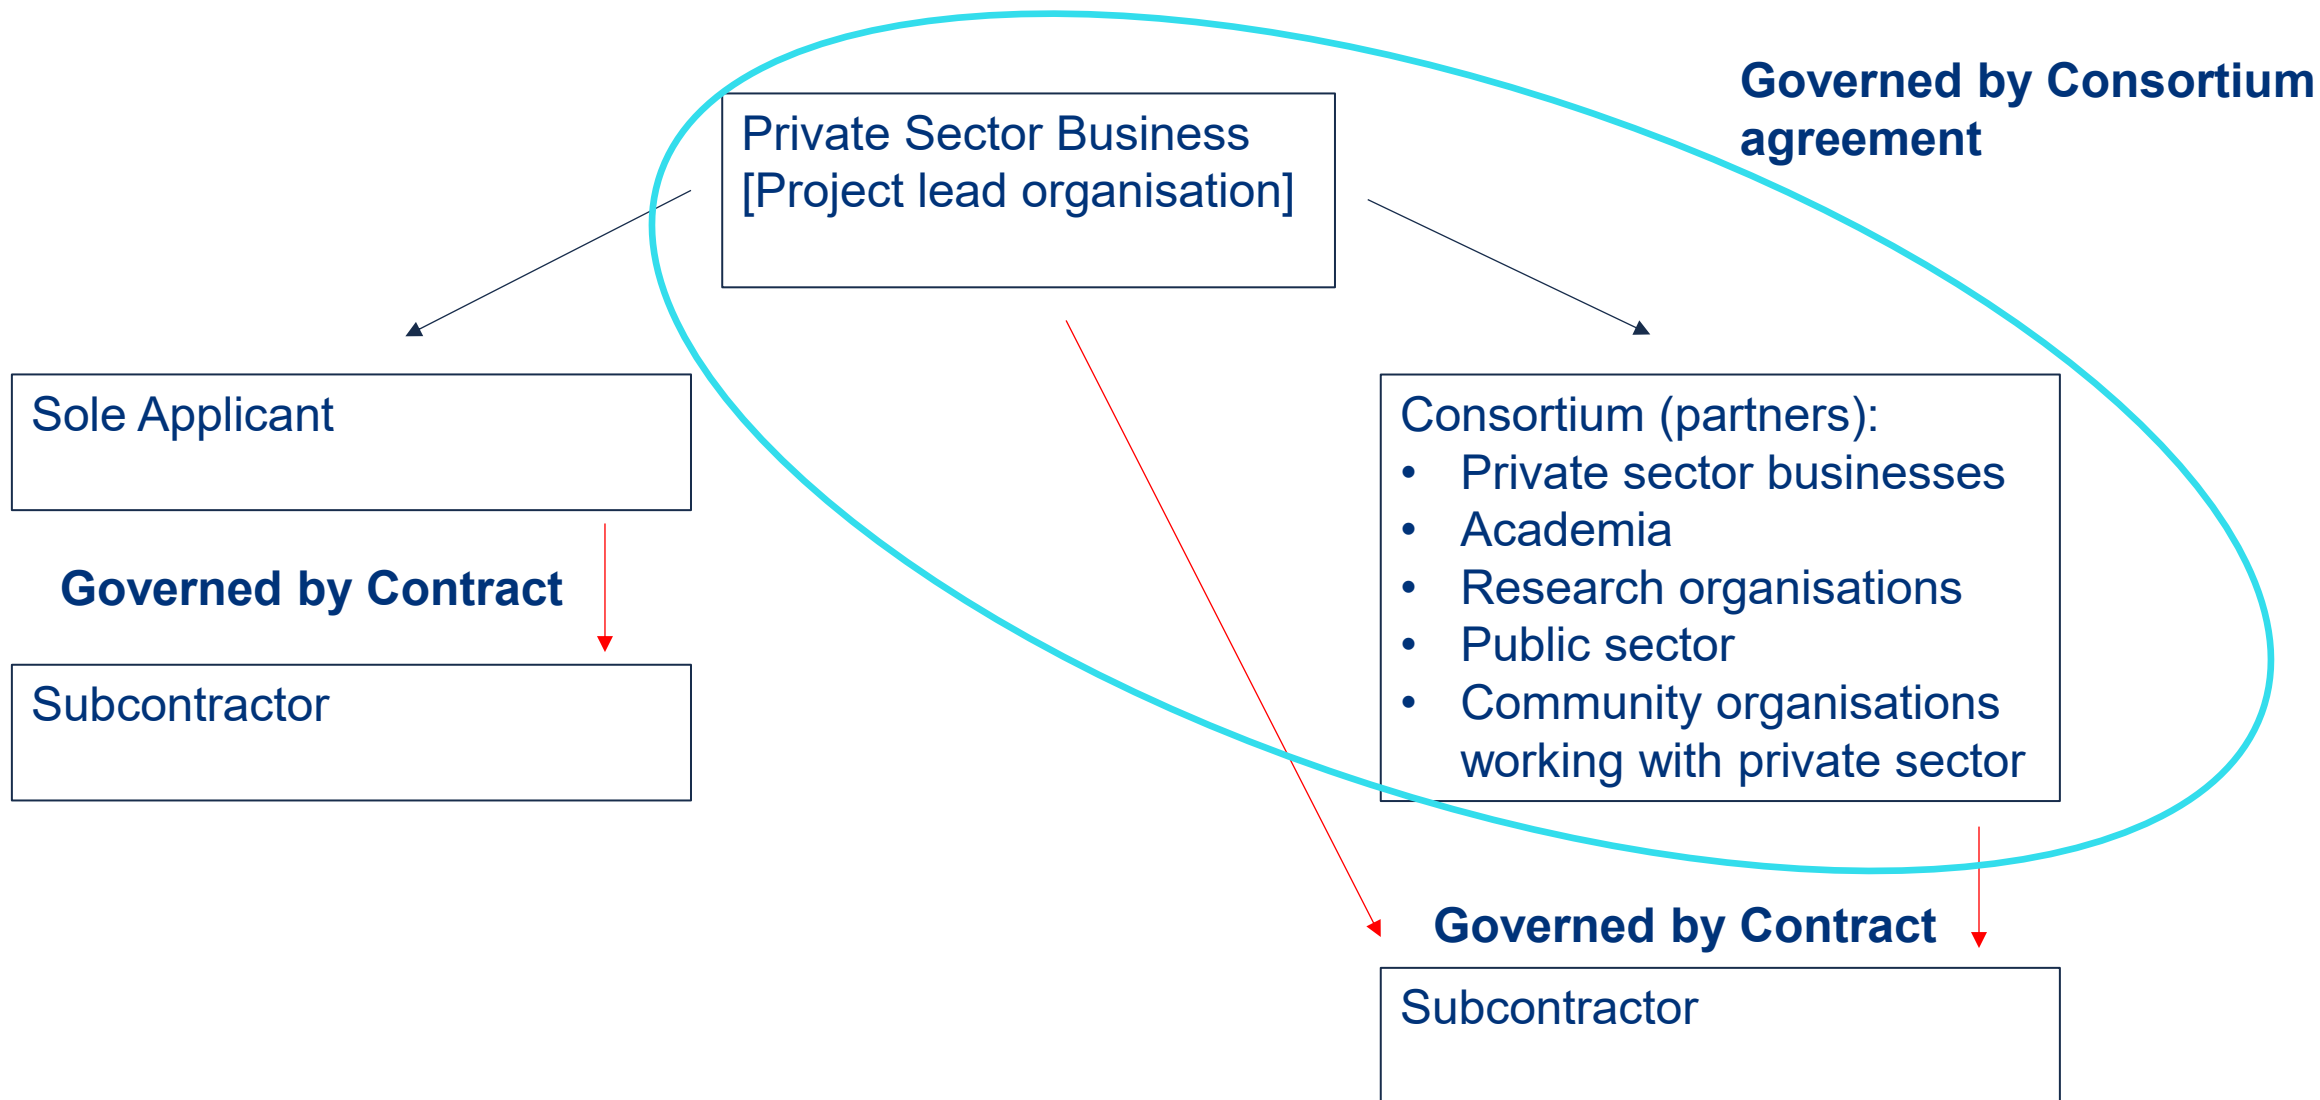 Governed by Consortium
agreement
Private Sector Business
[Project lead organisation]
Sole Applicant
Governed by Contract
Subcontractor
Consortium (partners):
• Private sector businesses
• Academia
• Research organisations
• Public sector
• Community organisations
working with private sector
Governed by Contract
Subcontractor